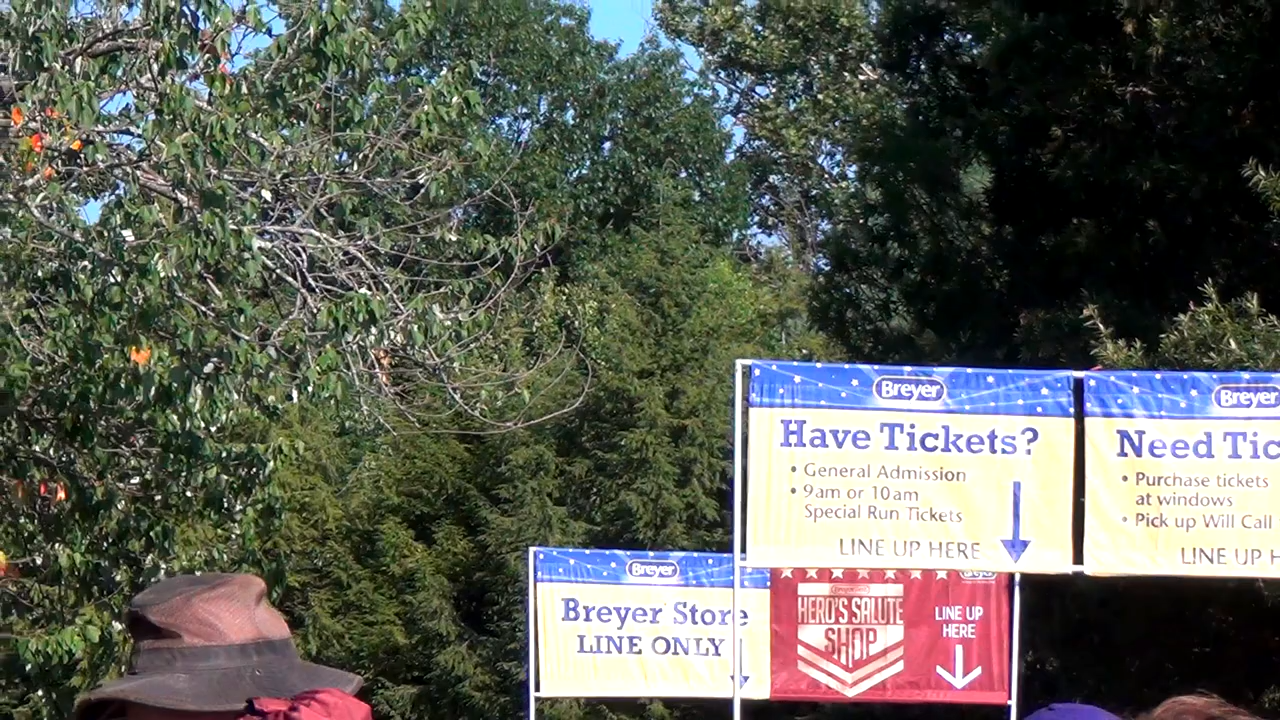 Breyer
Have Tickets?
• General Admission
• 9am or 10am
Special Run Tickets
LINE UP HERE
Breyer
Need Tic
• Purchase tickets
at windows
• Pick up Will Call
LINE UP H
Breyer
Breyer Store
LINE ONLY
HERO'S SALUTE
SHOP
LINE UP
HERE